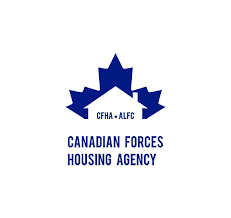 CFHA • ALFC
CANADIAN FORCES
HOUSING AGENCY